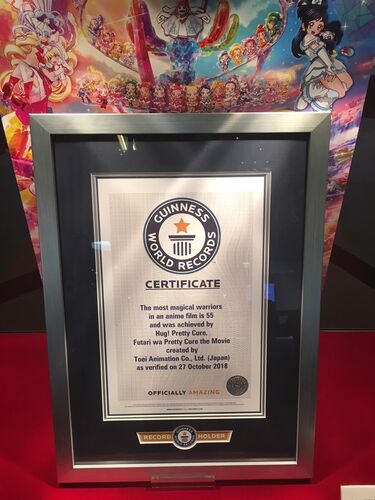 GUINNESS
WORLD RECORDS
CERTIFICATE
The most magical warriors
in an anime film is 55
and was achieved by
Hug! Pretty Cure,
Futari wa Pretty Cure the Movie
created by
Toei Animation Co., Ltd. (Japan)
as verified on 27 October 2018
OFFICIALLY AMAZING
RECORD HOLDER